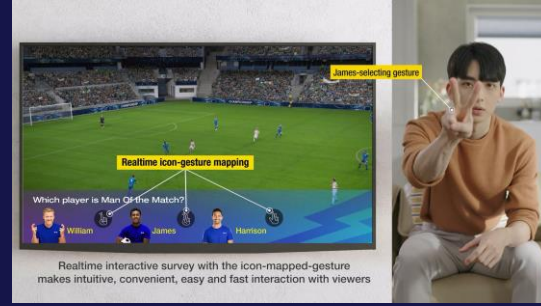 James-selecting gesture
Realtime icon-gesture mapping
Which player is Man Of the Match?
William
James
Harrison
Realtime interactive survey with the icon-mapped-gesture
makes intuitive, convenient, easy and fast interaction with viewers